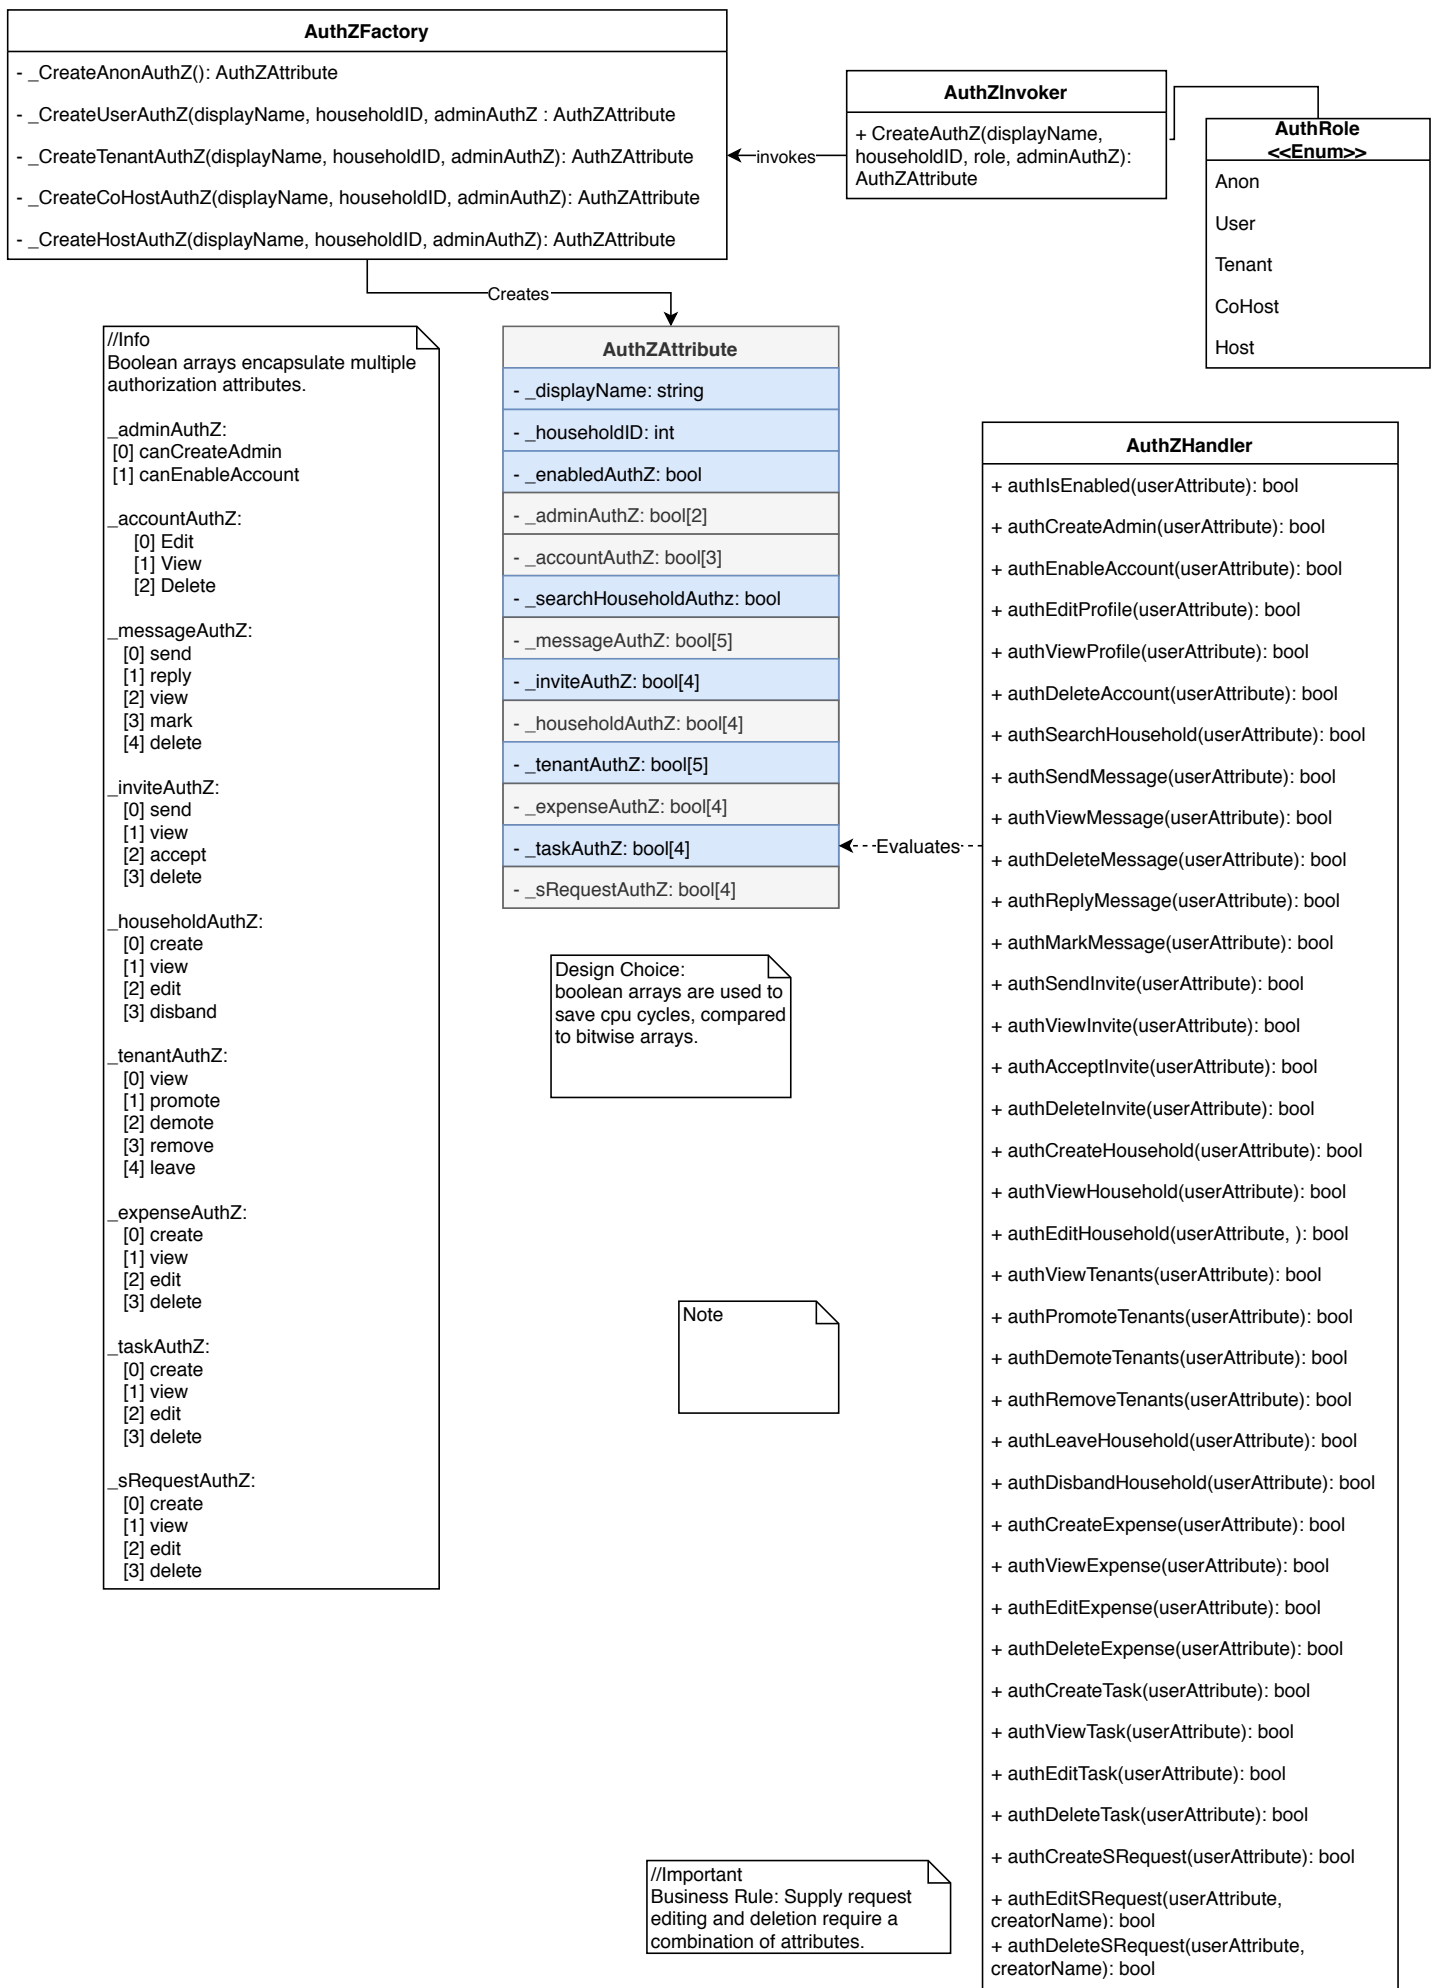 AuthZFactory
- _CreateAnonAuthZ(): AuthZAttribute
- _CreateUserAuthZ(displayName, householdID, adminAuthZ : AuthZAttribute
- _CreateTenantAuthZ(displayName, householdID, adminAuthZ): AuthZAttribute
- _CreateCoHostAuthZ(displayName, householdID, adminAuthZ): AuthZAttribute
- _CreateHostAuthZ(displayName, householdID, adminAuthZ): AuthZAttribute
invokes
AuthZInvoker
+ CreateAuthZ(displayName,
householdID, role, adminAuthZ):
AuthZAttribute
AuthRole
<<Enum>>
Anon
User
Tenant
CoHost
Host
Creates
//Info
Boolean arrays encapsulate multiple
authorization attributes.
_adminAuthZ:
[0] canCreateAdmin
[1] canEnableAccount
_accountAuthZ:
[0] Edit
[1] View
[2] Delete
_messageAuthZ:
[0] send
[1] reply
[2] view
[3] mark
[4] delete
_inviteAuthZ:
[0] send
[1] view
[2] accept
[3] delete
_householdAuthZ:
[0] create
[1] view
[2] edit
[3] disband
_tenantAuthZ:
[0] view
[1] promote
[2] demote
[3] remove
[4] leave
_expenseAuthZ:
[0] create
[1] view
[2] edit
[3] delete
_taskAuthZ:
[0] create
[1] view
[2] edit
[3] delete
_sRequestAuthZ:
[0] create
[1] view
[2] edit
[3] delete
AuthZAttribute
- _displayName: string
- _householdID: int
- _enabledAuthZ: bool
- _adminAuthZ: bool[2]
- _accountAuthZ: bool[3]
- _searchHouseholdAuthz: bool
- _messageAuthZ: bool[5]
- _inviteAuthZ: bool[4]
- _householdAuthZ: bool[4]
- _tenantAuthZ: bool[5]
- _expenseAuthZ: bool[4]
- _taskAuthZ: bool[4]
- _sRequestAuthZ: bool[4]
Evaluates
Design Choice:
boolean arrays are used to
save cpu cycles, compared
to bitwise arrays.
Note
//Important
Business Rule: Supply request
editing and deletion require a
combination of attributes.
AuthZHandler
+ authIsEnabled(userAttribute): bool
+ authCreateAdmin(userAttribute): bool
+ authEnableAccount(userAttribute): bool
+ authEditProfile(userAttribute): bool
+ authViewProfile(userAttribute): bool
+ authDeleteAccount(userAttribute): bool
+ authSearchHousehold(userAttribute): bool
+ authSendMessage(userAttribute): bool
+ authViewMessage(userAttribute): bool
+ authDeleteMessage(userAttribute): bool
+ authReplyMessage(userAttribute): bool
+ authMarkMessage(userAttribute): bool
+ authSendInvite(userAttribute): bool
+ authViewInvite(userAttribute): bool
+ authAcceptInvite(userAttribute): bool
+ authDeleteInvite(userAttribute): bool
+ authCreateHousehold(userAttribute): bool
+ authViewHousehold(userAttribute): bool
+ authEditHousehold(userAttribute, ): bool
+ authViewTenants(userAttribute): bool
+ authPromoteTenants(userAttribute): bool
+ authDemoteTenants(userAttribute): bool
+ authRemoveTenants(userAttribute): bool
+ authLeaveHousehold(userAttribute): bool
+ authDisbandHousehold(userAttribute): bool
+ authCreateExpense(userAttribute): bool
+ authViewExpense(userAttribute): bool
+ authEditExpense(userAttribute): bool
+ authDeleteExpense(userAttribute): bool
+ authCreateTask(userAttribute): bool
+ authViewTask(userAttribute): bool
+ authEditTask(userAttribute): bool
+ authDeleteTask(userAttribute): bool
+ authCreateSRequest(userAttribute): bool
+ authEditSRequest(userAttribute,
creatorName): bool
+ authDeleteSRequest(userAttribute,
creatorName): bool